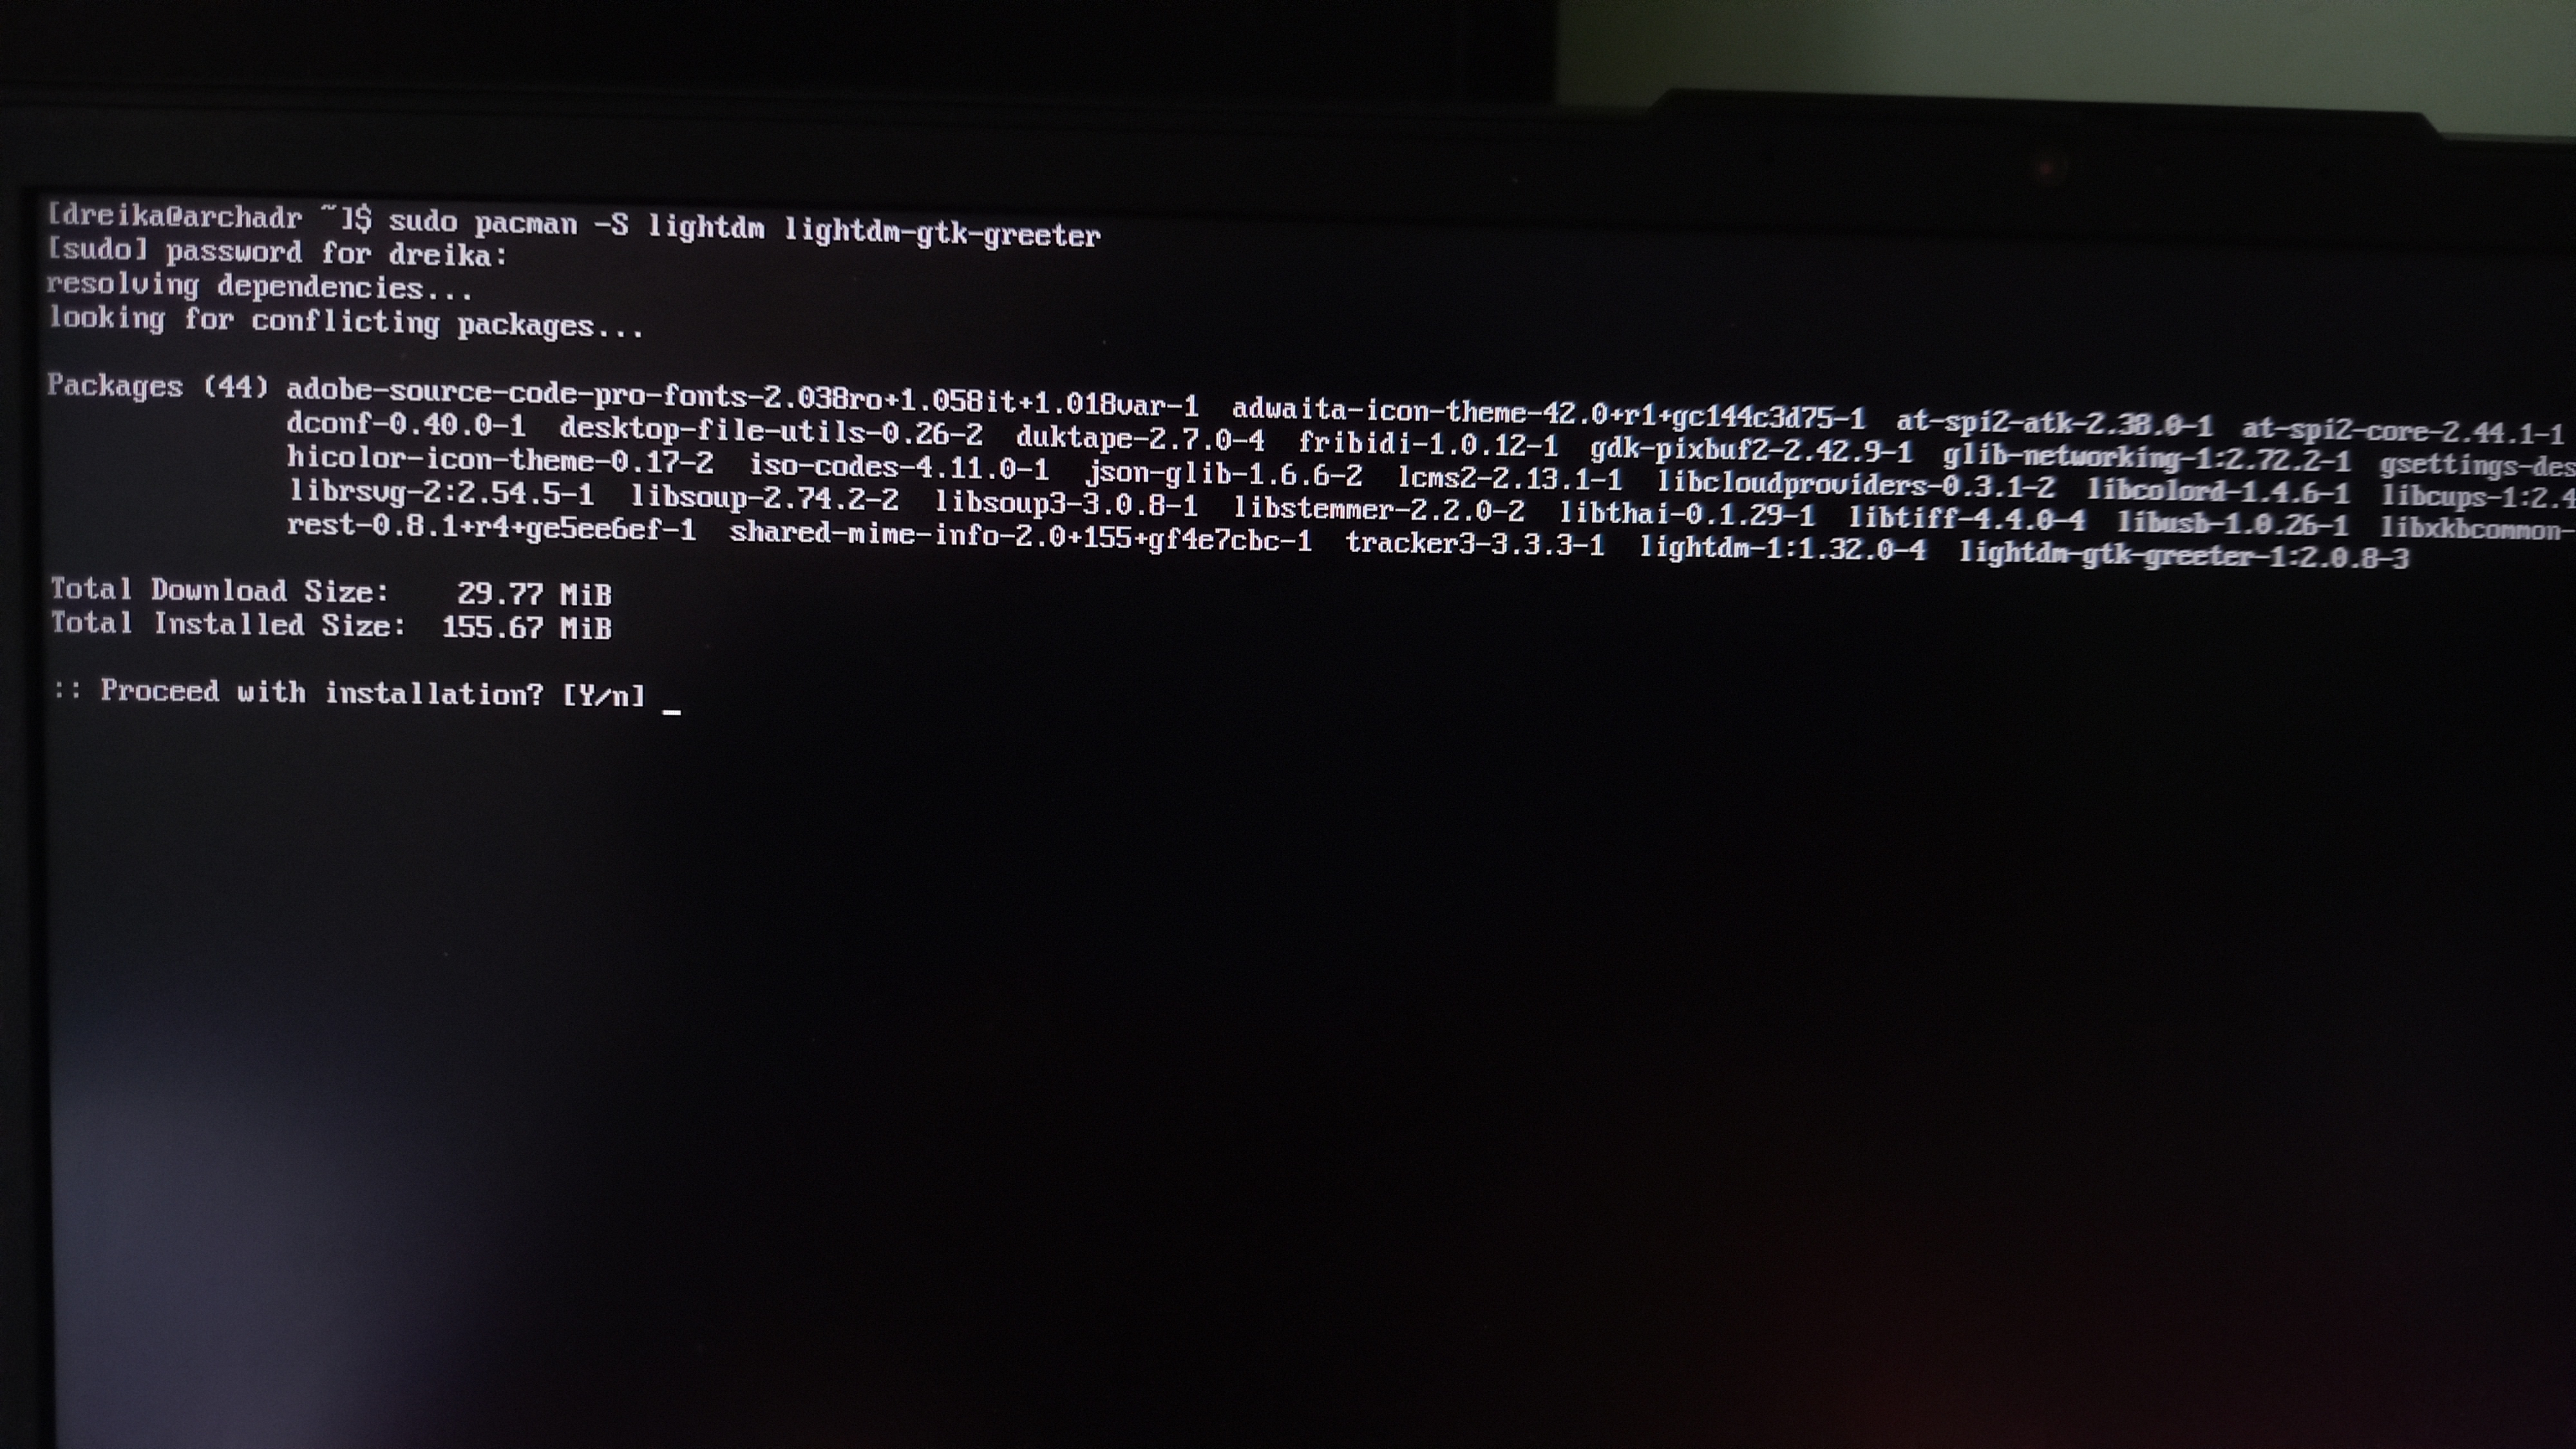 [dreika@archadr ~]$ sudo pacman -S lightdm lightdm-gtk-greeter
[sudo] password for dreika:
resolving dependencies...
looking for conflicting packages...
Packages (44) adobe-source-code-pro-fonts-2.038ro+1.058it+1.018var-1  adwaita-icon-theme-42.0+r1+gc144c3d75-1  at-spi2-atk-2.38.0-1  at-spi2-core-2.44.1-1
dconf-0.40.0-1  desktop-file-utils-0.26-2  duktape-2.7.0-4  fribidi-1.0.12-1  gdk-pixbuf2-2.42.9-1  glib-networking-1:2.72.2-1  gsettings-des
hicolor-icon-theme-0.17-2  iso-codes-4.11.0-1  json-glib-1.6.6-2  lcms2-2.13.1-1  libcloudproviders-0.3.1-2  libcolord-1.4.6-1  libcups-1:2.4
librsvg-2:2.54.5-1  libsoup-2.74.2-2  libsoup3-3.0.8-1  libstemmer-2.2.0-2  libthai-0.1.29-1  libtiff-4.4.0-4  libusb-1.0.26-1  libxkbcommon-
rest-0.8.1+r4+ge5ee6ef-1  shared-mime-info-2.0+155+gf4e7cbc-1  tracker3-3.3.3-1  lightdm-1:1.32.0-4  lightdm-gtk-greeter-1:2.0.8-3
Total Download Size:    29.77 MiB
Total Installed Size:  155.67 MiB
:: Proceed with installation? [Y/n] _